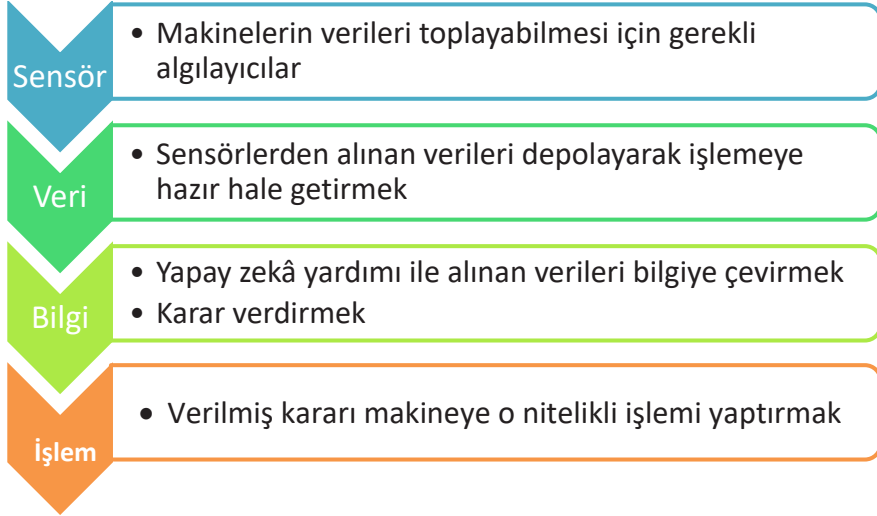 Sensör
• Makinelerin verileri toplayabilmesi için gerekli
algılayıcılar
Veri
• Sensörlerden alınan verileri depolayarak işlemeye
hazır hale getirmek
Bilgi
• Yapay zekâ yardımı ile alınan verileri bilgiye çevirmek
• Karar verdirmek
İşlem
• Verilmiş kararı makineye o nitelikli işlemi yaptırmak